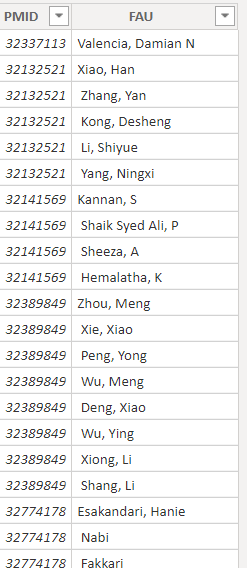 PMID FAU
32337113 Valencia, Damian N
32132521 Xiao, Han
32132521 Zhang, Yan
32132521 Kong, Desheng
32132521 Li, Shiyue
32132521 Yang, Ningxi
32141569 Kannan, S
32141569 Shaik Syed Ali, P
32141569 Sheeza, A
32141569 Hemalatha, K
32389849 Zhou, Meng
32389849 Xie, Xiao
32389849 Peng, Yong
32389849 Wu, Meng
32389849 Deng, Xiao
32389849 Wu, Ying
32389849 Xiong, Li
32389849 Shang, Li
32774178 Esakandari, Hanie
32774178 Nabi
32774178 Fakkari